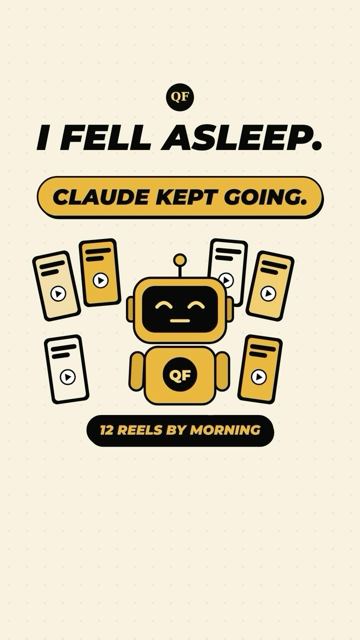 QF
I FELL ASLEEP.
CLAUDE KEPT GOING.
QF
12 REELS BY MORNING